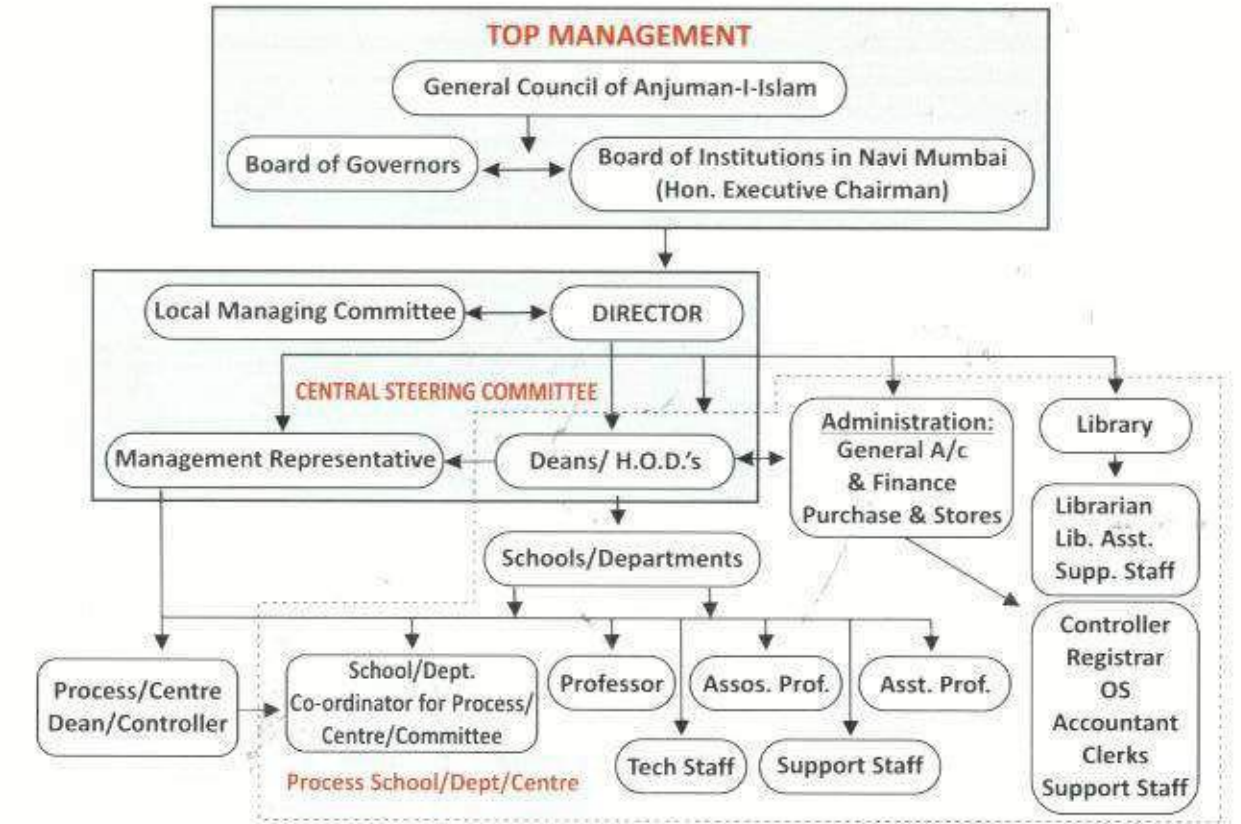 TOP MANAGEMENT
General Council of Anjuman-I-Islam
Board of Governors
Board of Institutions in Navi Mumbai
(Hon. Executive Chairman)
Local Managing Committee
DIRECTOR
CENTRAL STEERING COMMITTEE
Management Representative
Deans/ H.O.D.'s
Administration:
General A/c
& Finance
Purchase & Stores
Library
Librarian
Lib. Asst.
Supp. Staff
Schools/Departments
Process/Centre
Dean/Controller
School/Dept.
Co-ordinator for Process/
Centre/Committee
Professor
Assos. Prof.
Asst. Prof.
Tech Staff
Support Staff
Controller
Registrar
OS
Accountant
Clerks
Support Staff
Process School/Dept/Centre